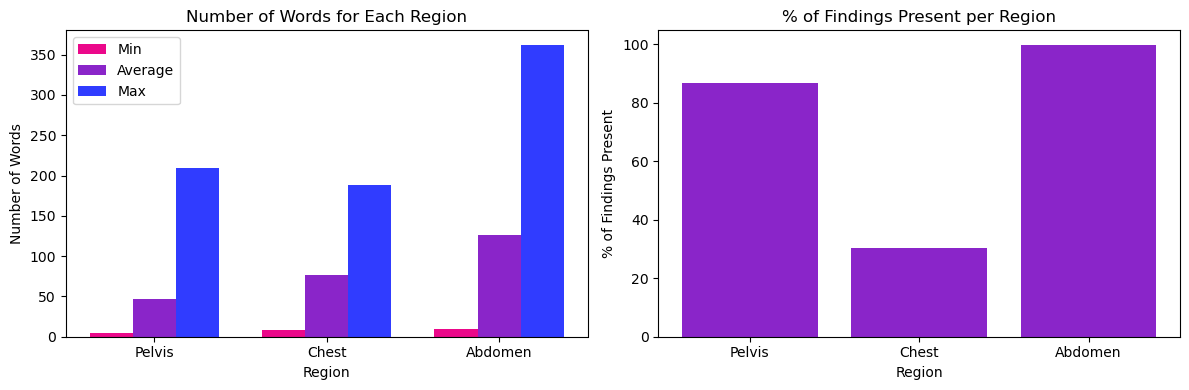 Number of Words for Each Region
Min
Average
Max
Number of Words
350
300
250
200
150
100
50
0
Pelvis Chest Abdomen
Region
% of Findings Present per Region
% of Findings Present
100
80
60
40
20
0
Pelvis Chest Abdomen
Region